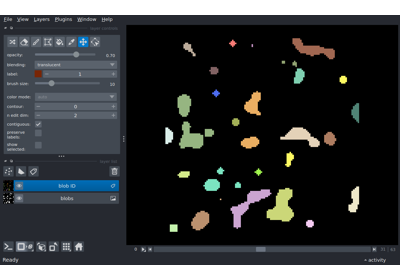 File View Layers Plugins Window Help
opacity: 0.70
blending: translucent
label: 1
brush size: 10
color mode:
contour: 0
n edit dim: 2
contiguous:
preserve labels:
show selected:
blob ID
blobs
Ready
activity